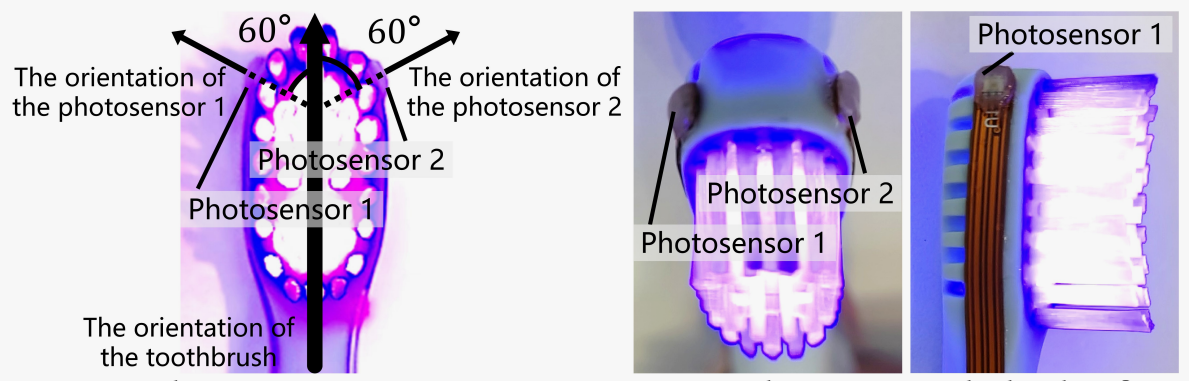 60° 60°
The orientation of
the photosensor 1
The orientation of
the photosensor 2
Photosensor 2
Photosensor 1
The orientation of
the toothbrush
Photosensor 2
Photosensor 1
Photosensor 1